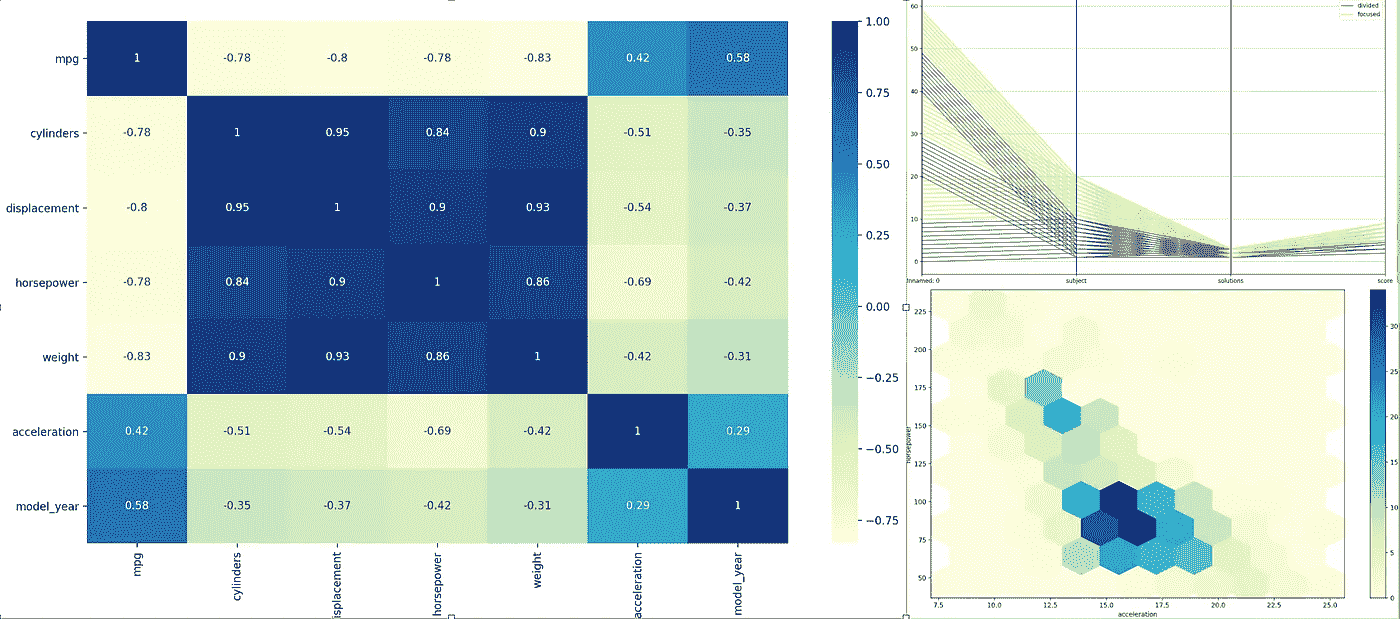 mpg 1 -0.78 -0.8 -0.78 -0.83 0.42 0.58
cylinders -0.78 1 0.95 0.84 0.9 -0.51 -0.35
displacement -0.8 0.95 1 0.9 0.93 -0.54 -0.37
horsepower -0.78 0.84 0.9 1 0.86 -0.69 -0.42
weight -0.83 0.9 0.93 0.86 1 -0.42 -0.31
acceleration 0.42 -0.51 -0.54 -0.69 -0.42 1 0.29
model_year 0.58 -0.35 -0.37 -0.42 -0.31 0.29 1
mpg cylinders isplacement horsepower weight acceleration model_year
1.00
0.75
0.50
0.25
0.00
−0.25
−0.50
−0.75
divided
focused
60
50
40
30
20
10
0
nnamed: 0 subject solutions score
225
200
175
150
125
100
75
50
horsepower
7.5 10.0 12.5 15.0 17.5 20.0 22.5 25.0
acceleration
30
25
20
15
10
5
0